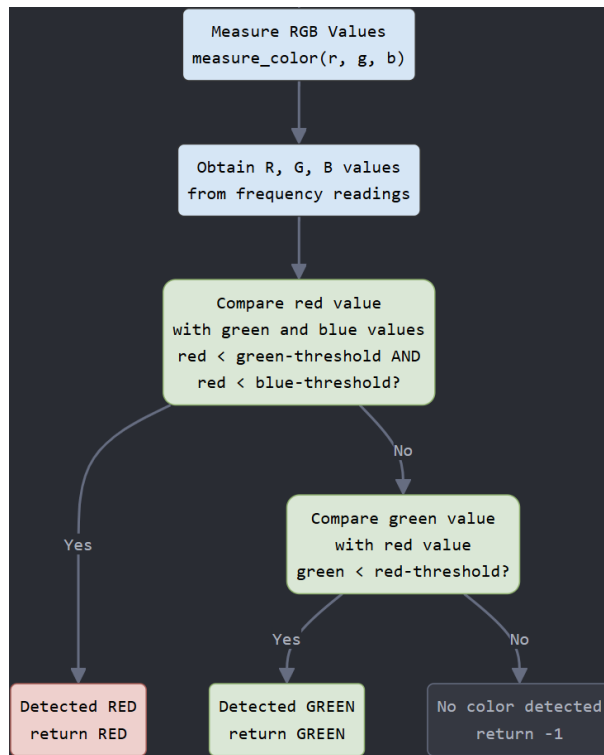 Measure RGB Values
measure_color(r, g, b)
Obtain R, G, B values
from frequency readings
Compare red value
with green and blue values
red < green-threshold AND
red < blue-threshold?
No
Yes
Compare green value
with red value
green < red-threshold?
Yes
No
Detected RED
return RED
Detected GREEN
return GREEN
No color detected
return -1